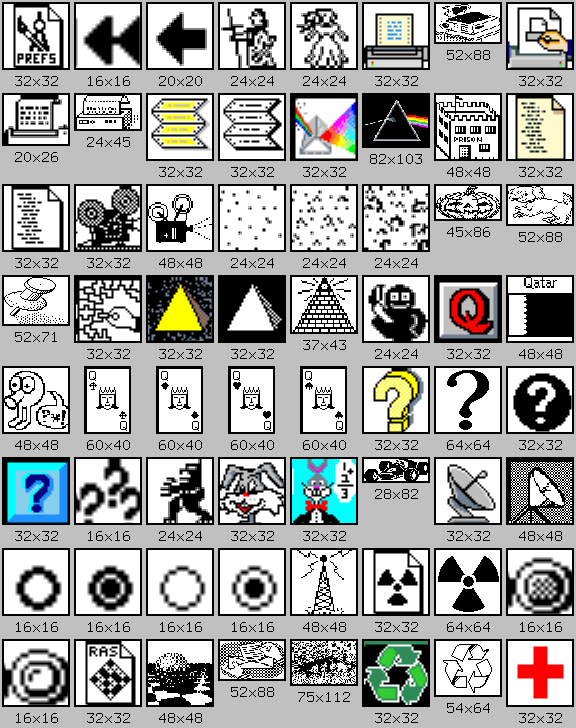 PREFS
32x32 16x16 20x20 24x24 24x24 32x32 52x88 32x32
PRISON
20x26 24x45 32x32 32x32 32x32 82x103 48x48 32x32
32x32 32x32 48x48 24x24 24x24 24x24 45x86 52x88
Qatar
Q
52x71 32x32 32x32 32x32 37x43 24x24 32x32 48x48
Q Q Q Q ? ? ?
Q Q Q Q
48x48 60x40 60x40 60x40 60x40 32x32 64x64 32x32
? ???
32x32 16x16 24x24 32x32 32x32 28x82 32x32 48x48
16x16 16x16 16x16 16x16 48x48 32x32 64x64 16x16
RAS
16x16 32x32 48x48 52x88 75x112 32x32 54x64 32x32